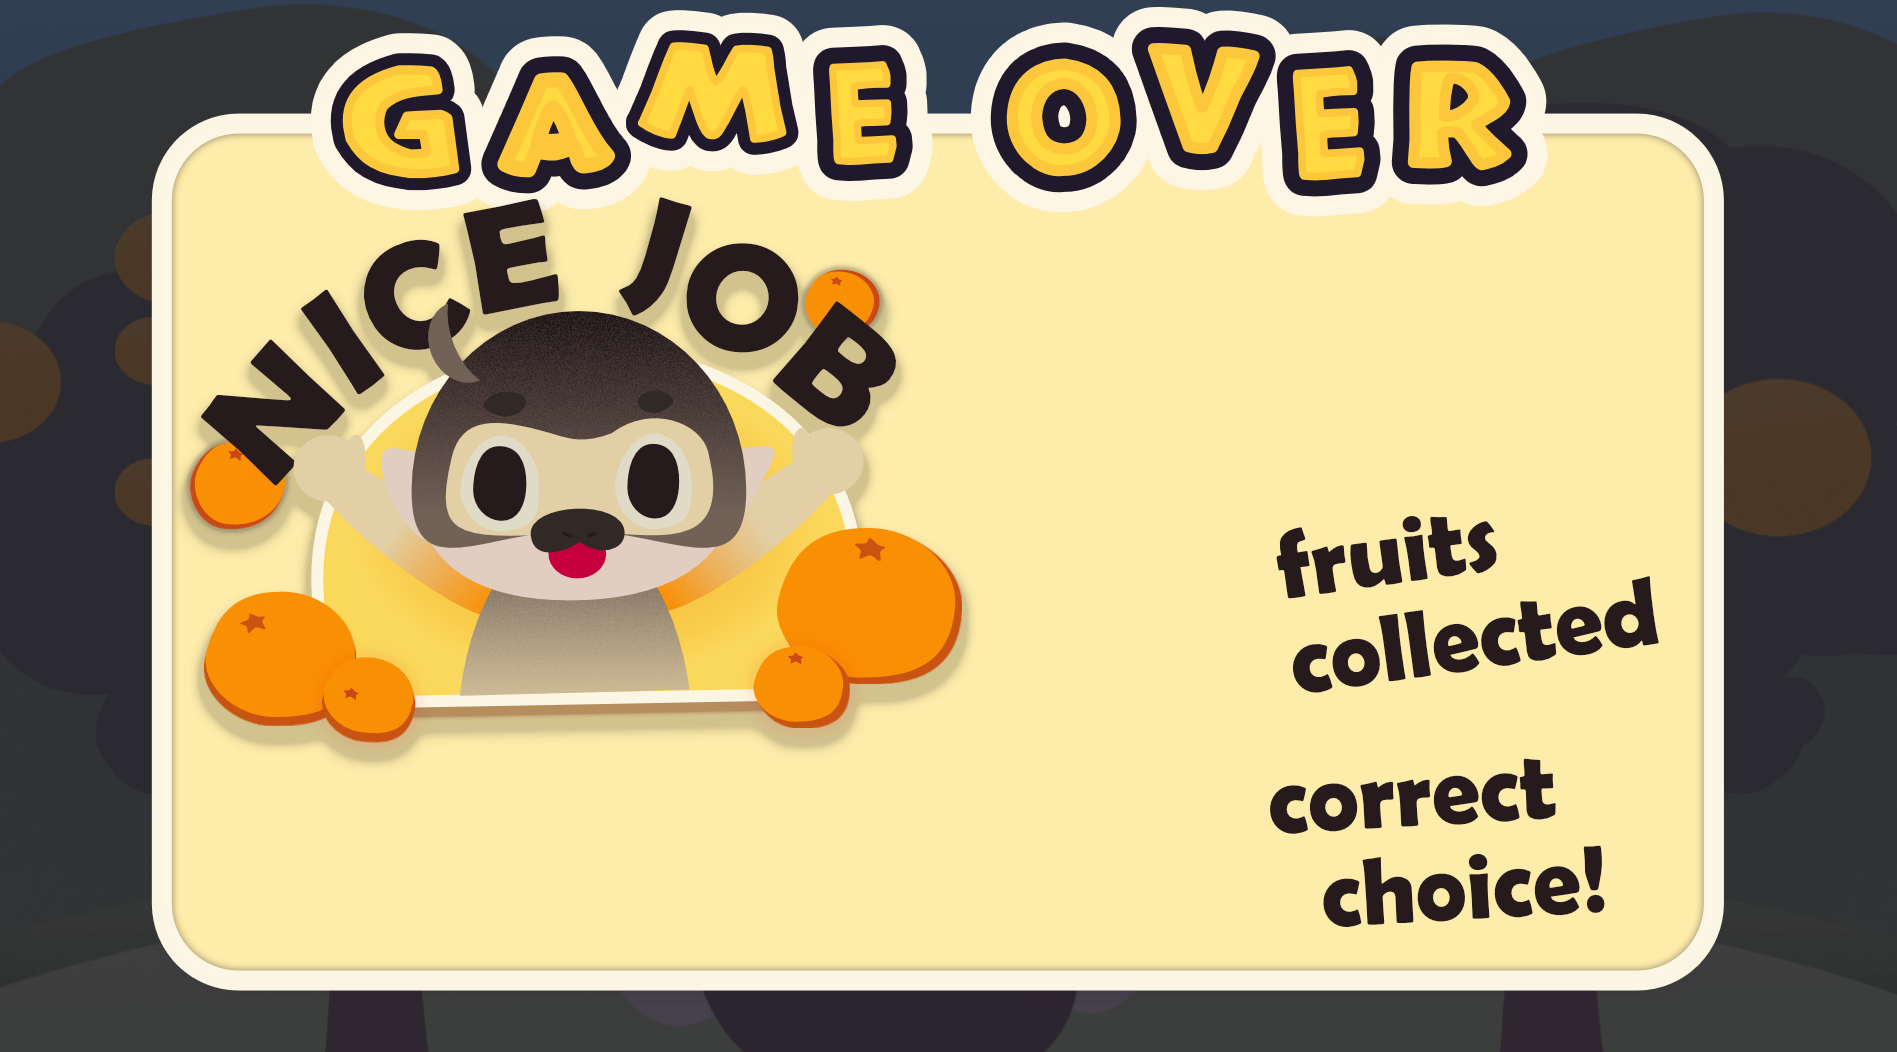 GAME OVER
NICE JOB
fruits
collected
correct
choice!